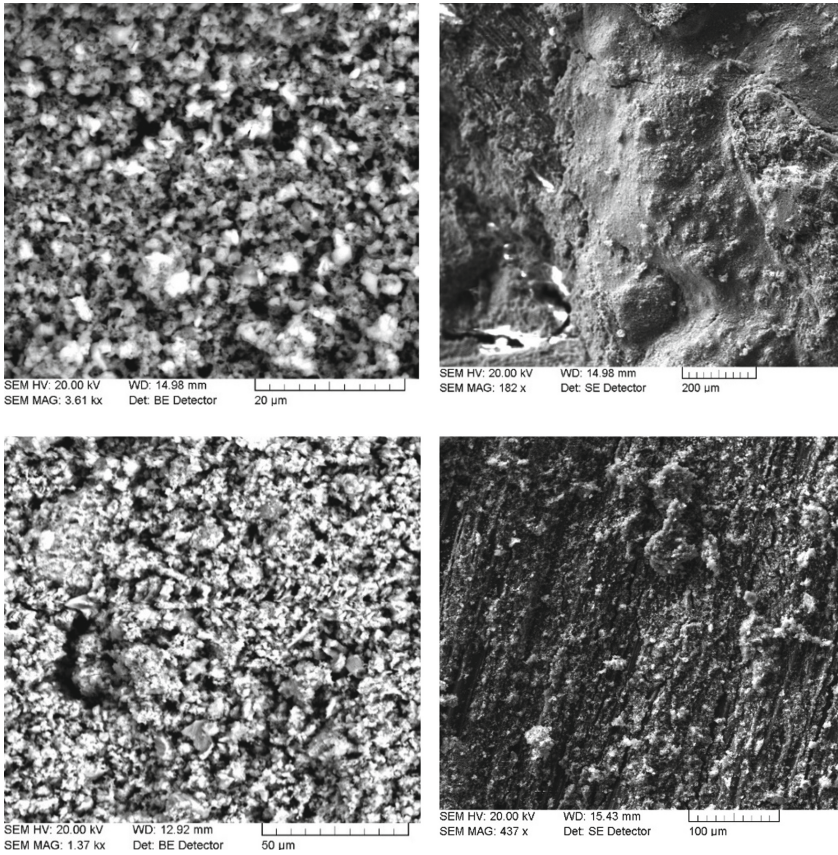 SEM HV: 20.00 kV WD: 14.98 mm
SEM MAG: 3.61 kx Det: BE Detector 20 µm
SEM HV: 20.00 kV WD: 14.98 mm
SEM MAG: 182 x Det: SE Detector 200 µm
SEM HV: 20.00 kV WD: 12.92 mm
SEM MAG: 1.37 kx Det: BE Detector 50 µm
SEM HV: 20.00 kV WD: 15.43 mm
SEM MAG: 437 x Det: SE Detector 100 µm